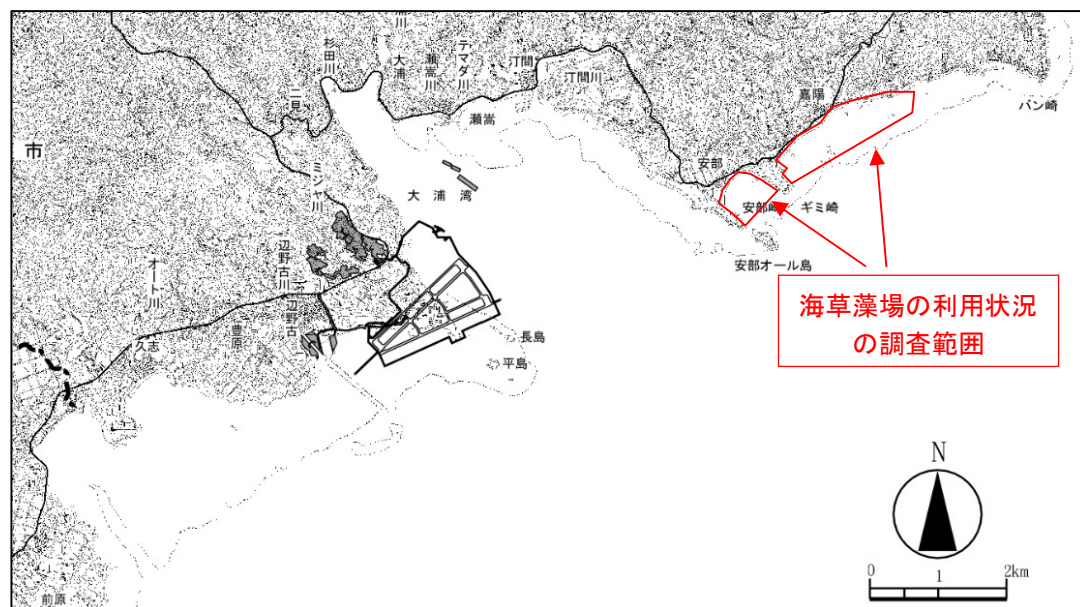 杉田川
大浦
瀬嵩川
テマダ川
汀間
汀間川
二見
瀬嵩
嘉陽
バン崎
市
安部
ミジャ川
大浦湾
安部崎
ギミ崎
安部オール島
辺野古川
オート川
辺野古
豊原
久志
長島
平島
海草藻場の利用状況
の調査範囲
N
0 1 2km
前原